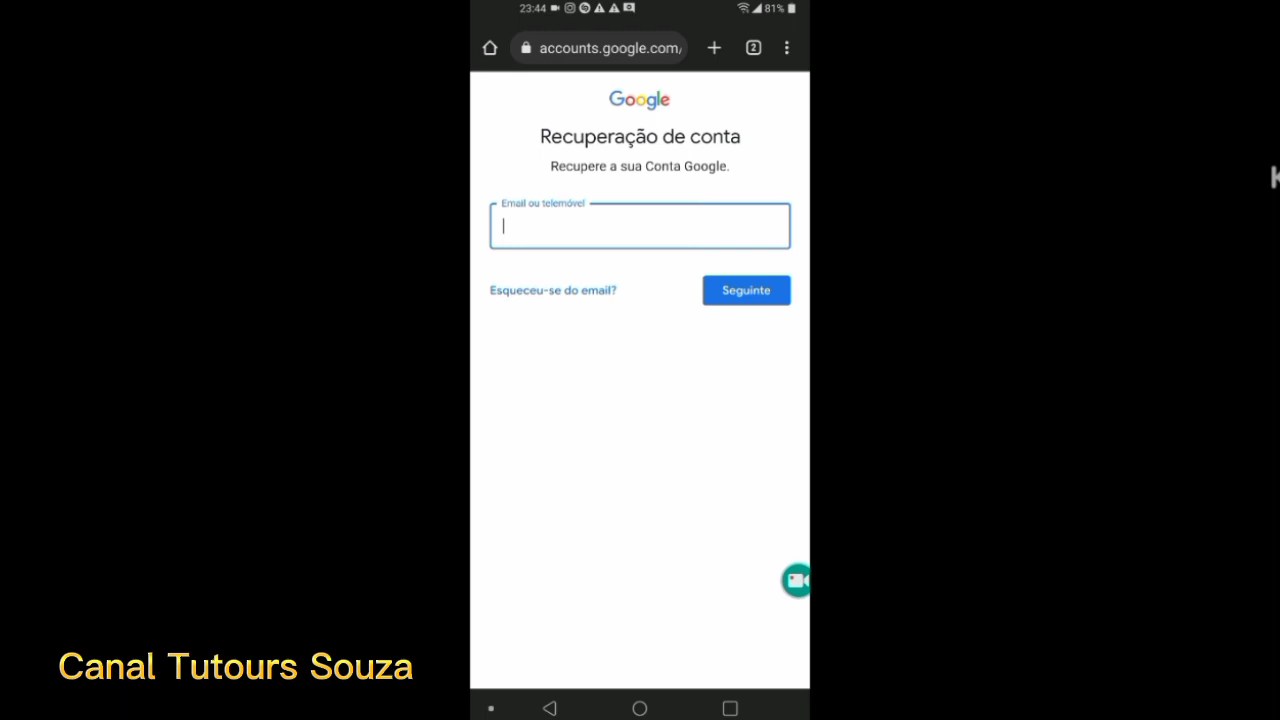 23:44 81%
accounts.google.com/ 2
Google
Recuperação de conta
Recupere a sua Conta Google.
Email ou telemóvel
Esqueceu-se do email? Seguinte
Canal Tutours Souza